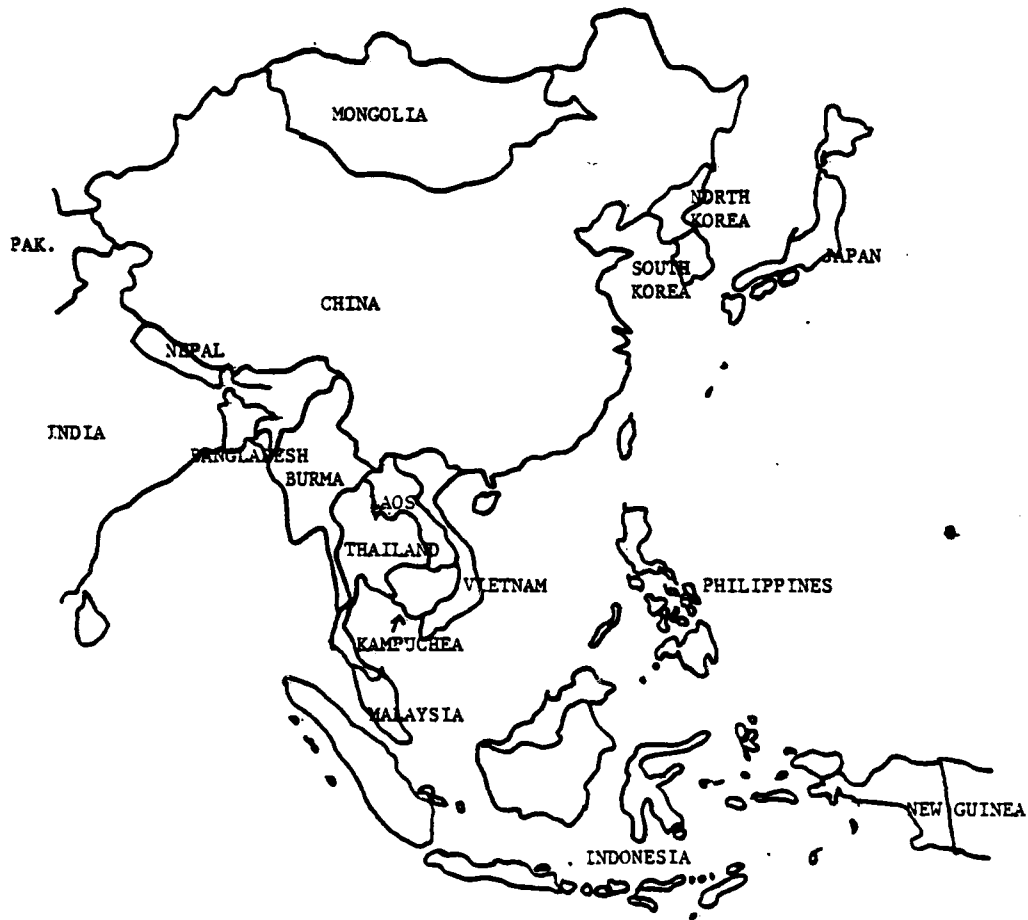 MONGOLIA
NORTH
KOREA
PAK.
JAPAN
SOUTH
KOREA
CHINA
NEPAL
INDIA
BANGLADESH
BURMA
LAOS
THAILAND
VIETNAM
PHILIPPINES
KAMPUCHEA
MALAYSIA
NEW GUINEA
INDONESIA